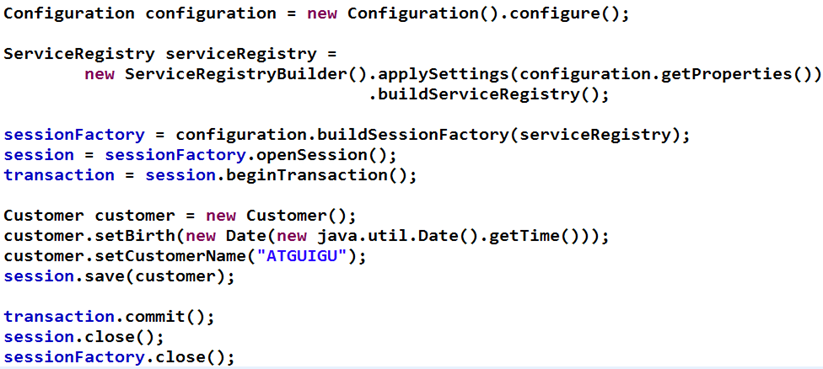 Configuration configuration = new Configuration().configure();
ServiceRegistry serviceRegistry =
new ServiceRegistryBuilder().applySettings(configuration.getProperties())
.buildServiceRegistry();
sessionFactory = configuration.buildSessionFactory(serviceRegistry);
session = sessionFactory.openSession();
transaction = session.beginTransaction();
Customer customer = new Customer();
customer.setBirth(new Date(new java.util.Date().getTime()));
customer.setCustomerName("ATGUIGU");
session.save(customer);
transaction.commit();
session.close();
sessionFactory.close();